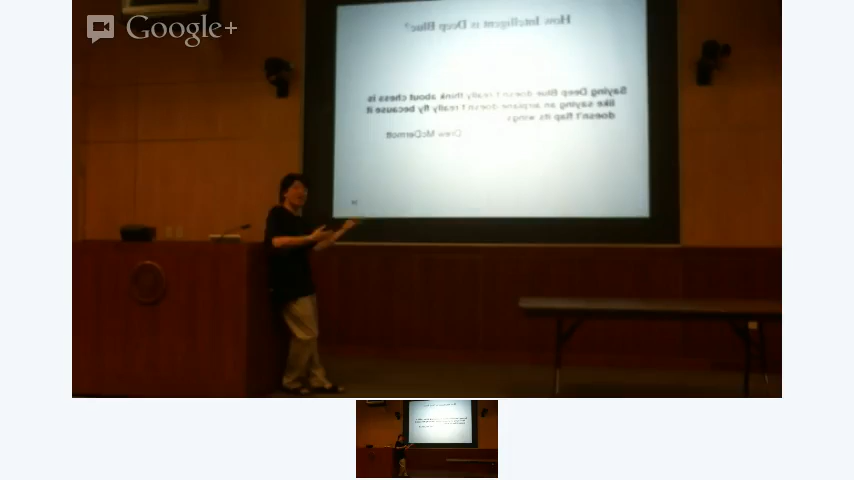 Google+
How Intelligent is Deep Blue?
Saying Deep Blue doesn't really think about chess is
like saying an airplane doesn't really fly because it
doesn't flap its wings.
Drew McDermott